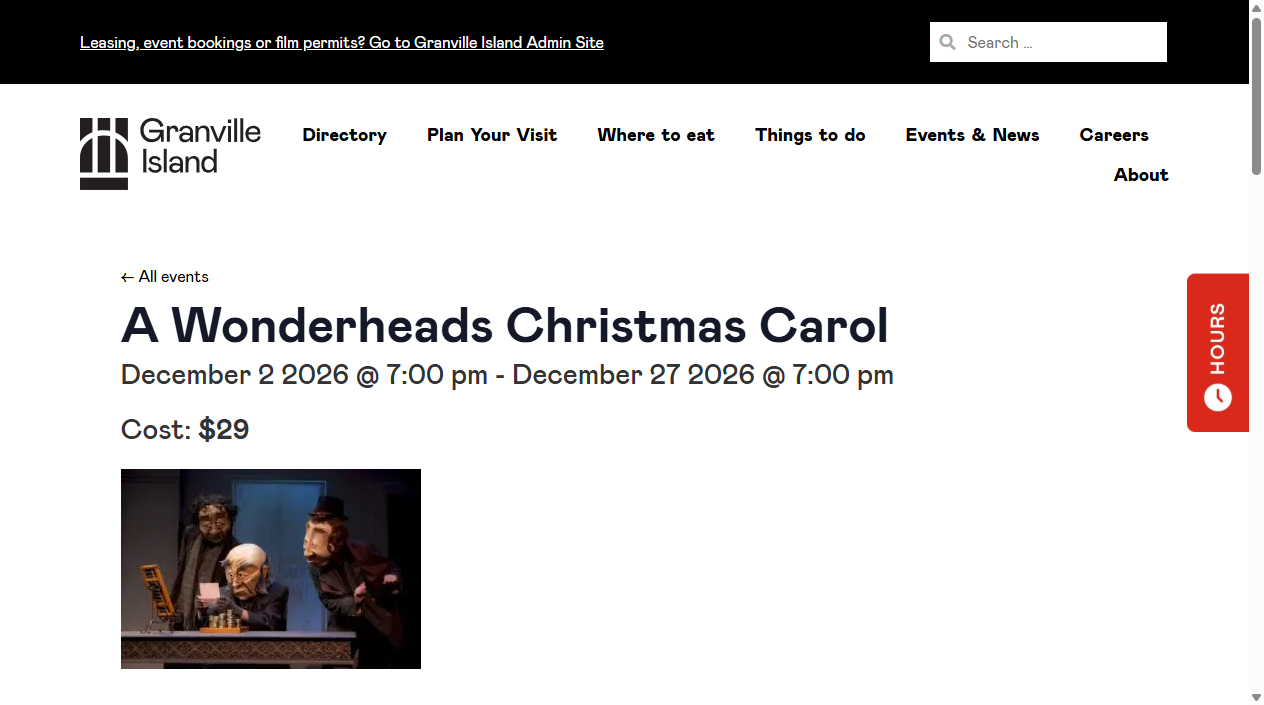 Leasing, event bookings or film permits? Go to Granville Island Admin Site
Search ...
Granville
Island
Directory
Plan Your Visit
Where to eat
Things to do
Events & News
Careers
About
← All events
A Wonderheads Christmas Carol
December 2 2026 @ 7:00 pm - December 27 2026 @ 7:00 pm
Cost: $29
HOURS